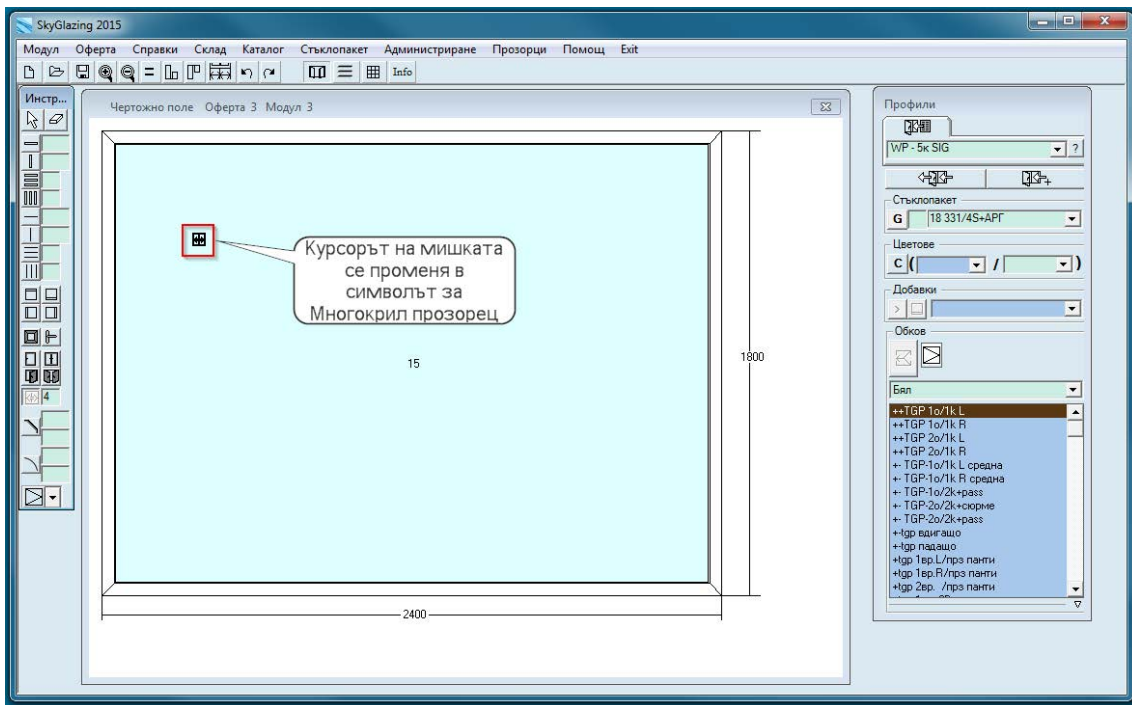 SkyGlazing 2015
Модул Оферта Справки Склад Каталог Стъклопакет Администриране Прозорци Помощ Exit
Info
Инстр...
4
Чертожно поле Оферта 3 Модул 3
Курсорът на мишката
се променя в
символът за
Многокрил прозорец
15
1800
2400
Профили
WP - 5к SIG
?
Стъклопакет
G 18 331/4S+АРГ
Цветове
C ( / )
Добавки
>
Обков
Бял
++TGP 1o/1k L
++TGP 1o/1k R
++TGP 2o/1k L
++TGP 2o/1k R
+- TGP-1o/1k L средна
+- TGP-1o/1k R средна
+- TGP-1o/2k+pass
+- TGP-2o/2k+сюрме
+- TGP-2o/2k+pass
+-tgp вдигащо
+-tgp падащо
+tgp 1вр.L/прз панти
+tgp 1вр.R/прз панти
+tgp 2вр. /прз панти